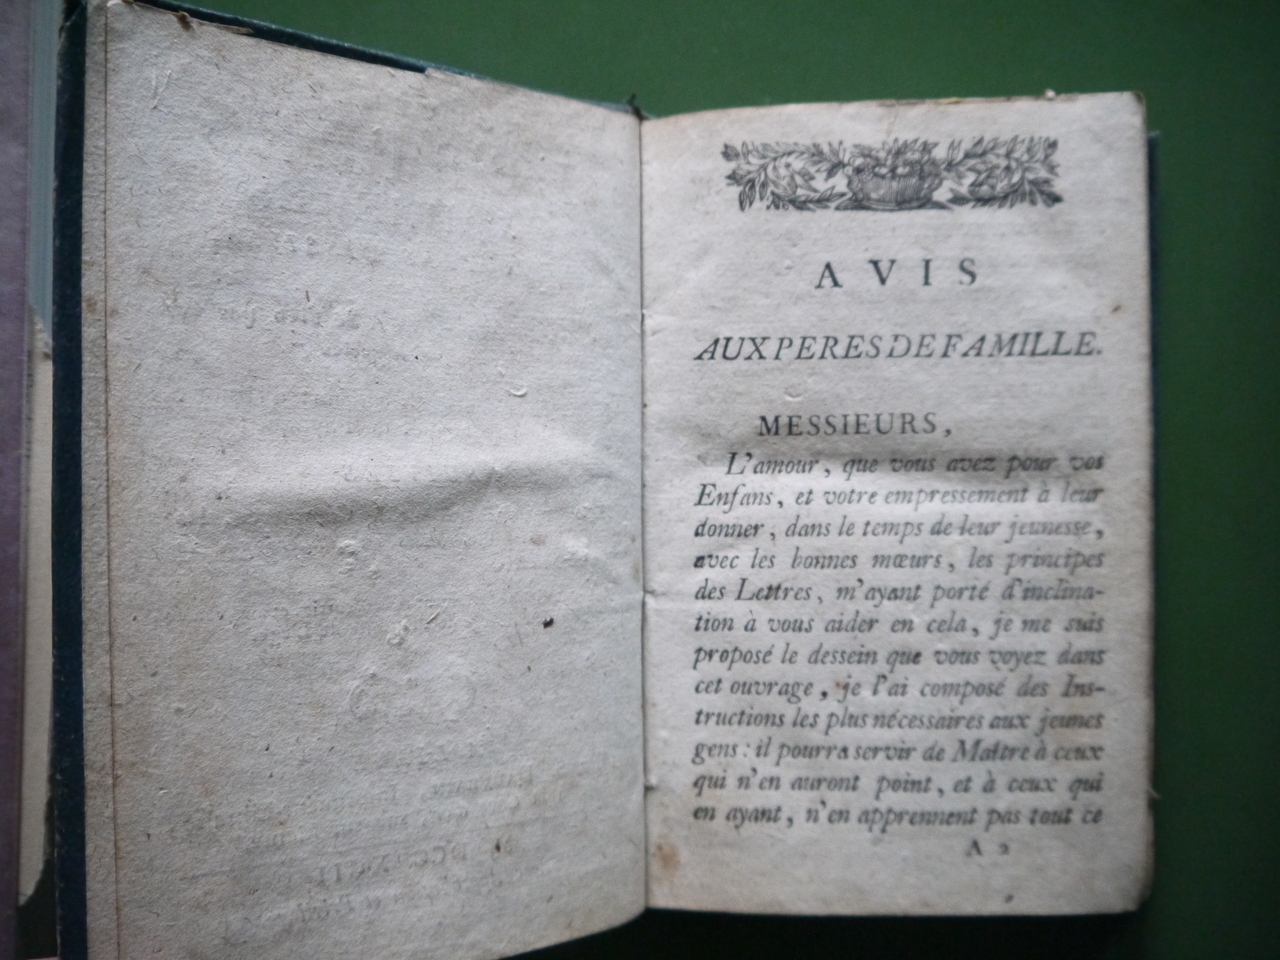 AVIS
AUX PERES DE FAMILLE.
MESSIEURS,
L'amour, que vous avez pour vos
Enfans, et votre empressement à leur
donner, dans le temps de leur jeunesse,
avec les bonnes mœurs, les principes
des Lettres, m'ayant porté d'inclina-
tion à vous aider en cela, je me suis
proposé le dessein que vous voyez dans
cet ouvrage, je l'ai composé des Ins-
tructions les plus nécessaires aux jeunes
gens : il pourra servir de Maître à ceux
qui n'en auront point, et à ceux qui
en ayant, n'en apprennent pas tout ce
A 2